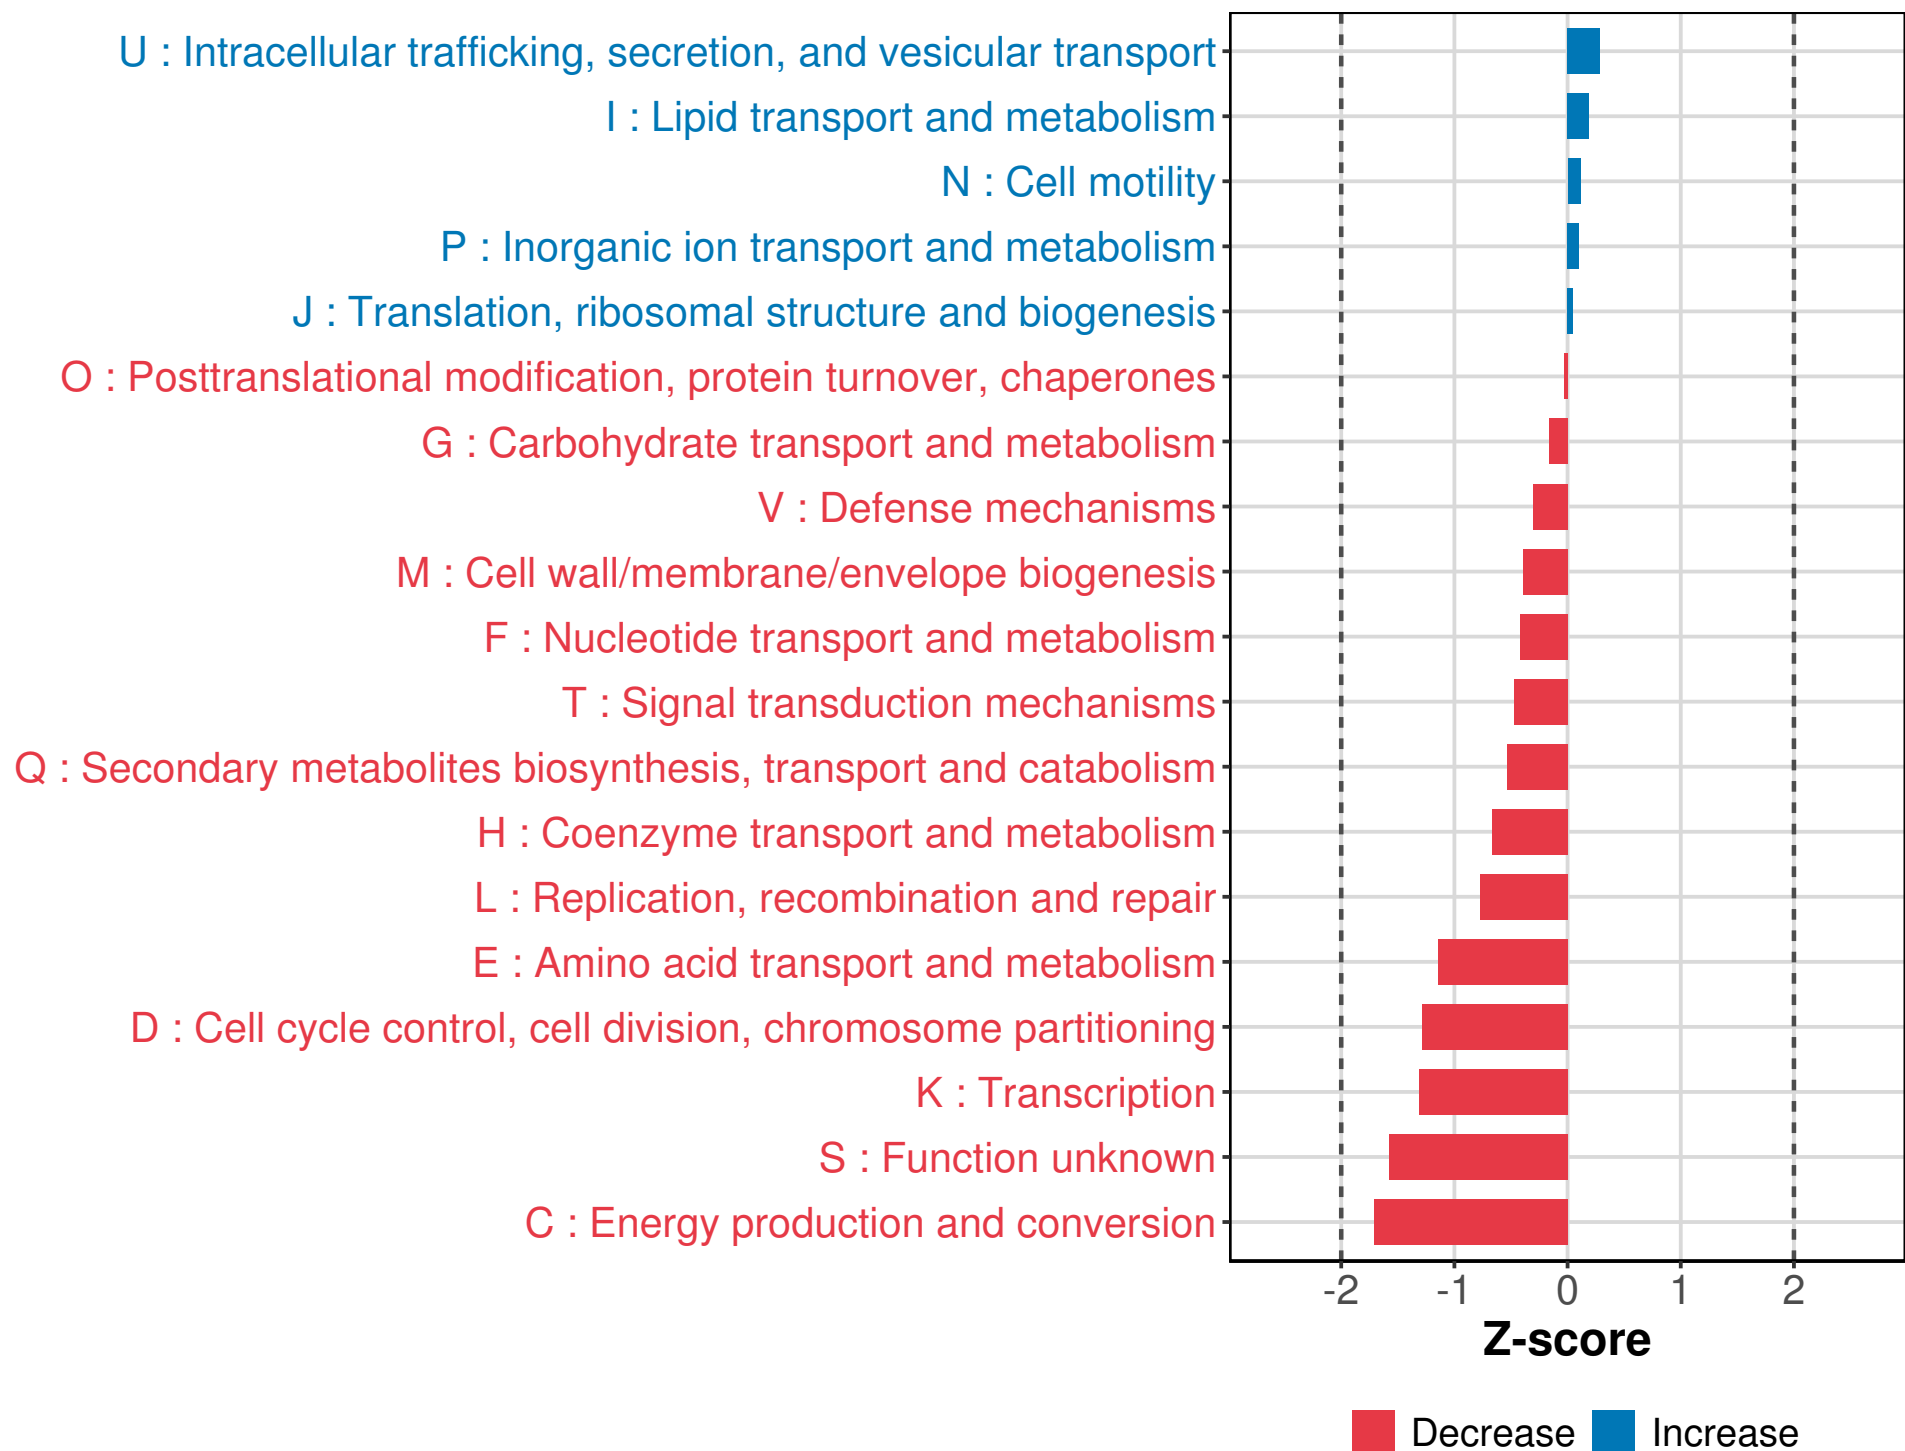 U : Intracellular trafficking, secretion, and vesicular transport
I : Lipid transport and metabolism
N : Cell motility
P : Inorganic ion transport and metabolism
J : Translation, ribosomal structure and biogenesis
O : Posttranslational modification, protein turnover, chaperones
G : Carbohydrate transport and metabolism
V : Defense mechanisms
M : Cell wall/membrane/envelope biogenesis
F : Nucleotide transport and metabolism
T : Signal transduction mechanisms
Q : Secondary metabolites biosynthesis, transport and catabolism
H : Coenzyme transport and metabolism
L : Replication, recombination and repair
E : Amino acid transport and metabolism
D : Cell cycle control, cell division, chromosome partitioning
K : Transcription
S : Function unknown
C : Energy production and conversion
-2 -1 0 1 2
Z-score
Decrease Increase